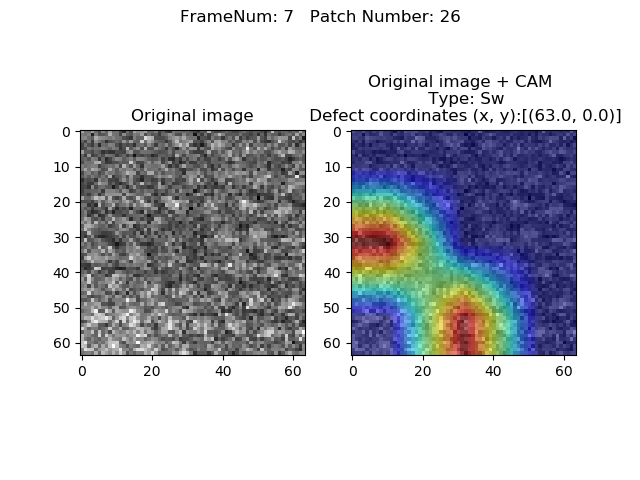 FrameNum: 7   Patch Number: 26
Original image + CAM
Type: Sw
Original image
Defect coordinates (x, y):[(63.0, 0.0)]
0
10
20
30
40
50
60
0 20 40 60
0
10
20
30
40
50
60
0 20 40 60